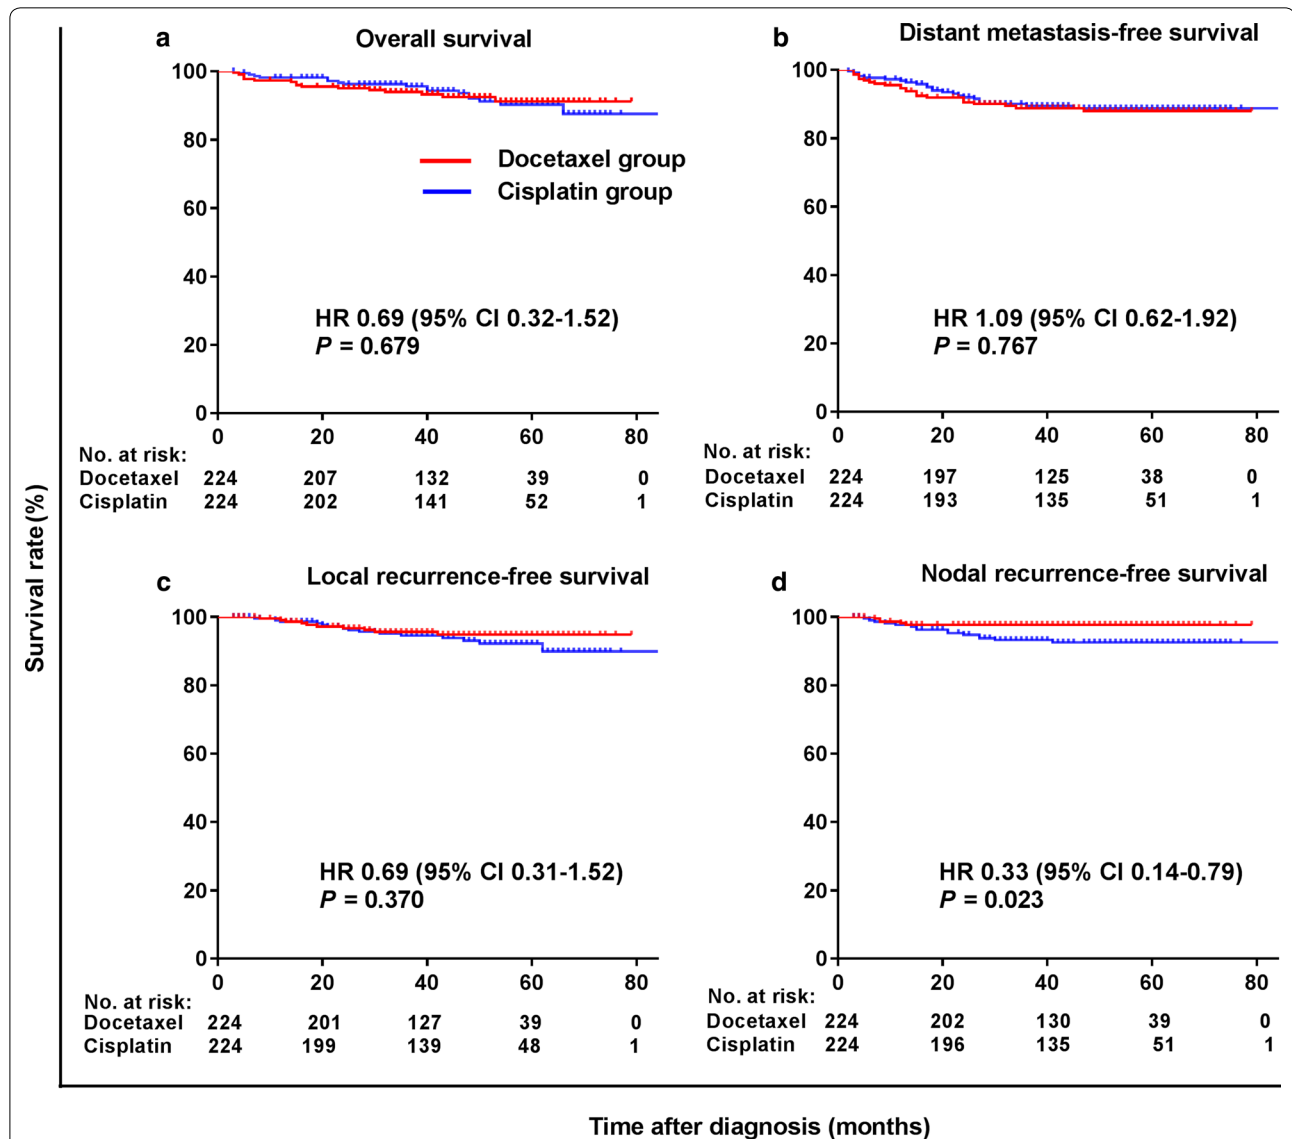 a
Overall survival
100
80
60
40
20
0
Docetaxel group
Cisplatin group
HR 0.69 (95% CI 0.32-1.52)
P = 0.679
0 20 40 60 80
No. at risk:
Docetaxel 224 207 132 39 0
Cisplatin 224 202 141 52 1
b
Distant metastasis-free survival
100
80
60
40
20
0
HR 1.09 (95% CI 0.62-1.92)
P = 0.767
0 20 40 60 80
No. at risk:
Docetaxel 224 197 125 38 0
Cisplatin 224 193 135 51 1
c
Local recurrence-free survival
100
80
60
40
20
0
HR 0.69 (95% CI 0.31-1.52)
P = 0.370
0 20 40 60 80
No. at risk:
Docetaxel 224 201 127 39 0
Cisplatin 224 199 139 48 1
d
Nodal recurrence-free survival
100
80
60
40
20
0
HR 0.33 (95% CI 0.14-0.79)
P = 0.023
0 20 40 60 80
No. at risk:
Docetaxel 224 202 130 39 0
Cisplatin 224 196 135 51 1
Survival rate (%)
Time after diagnosis (months)